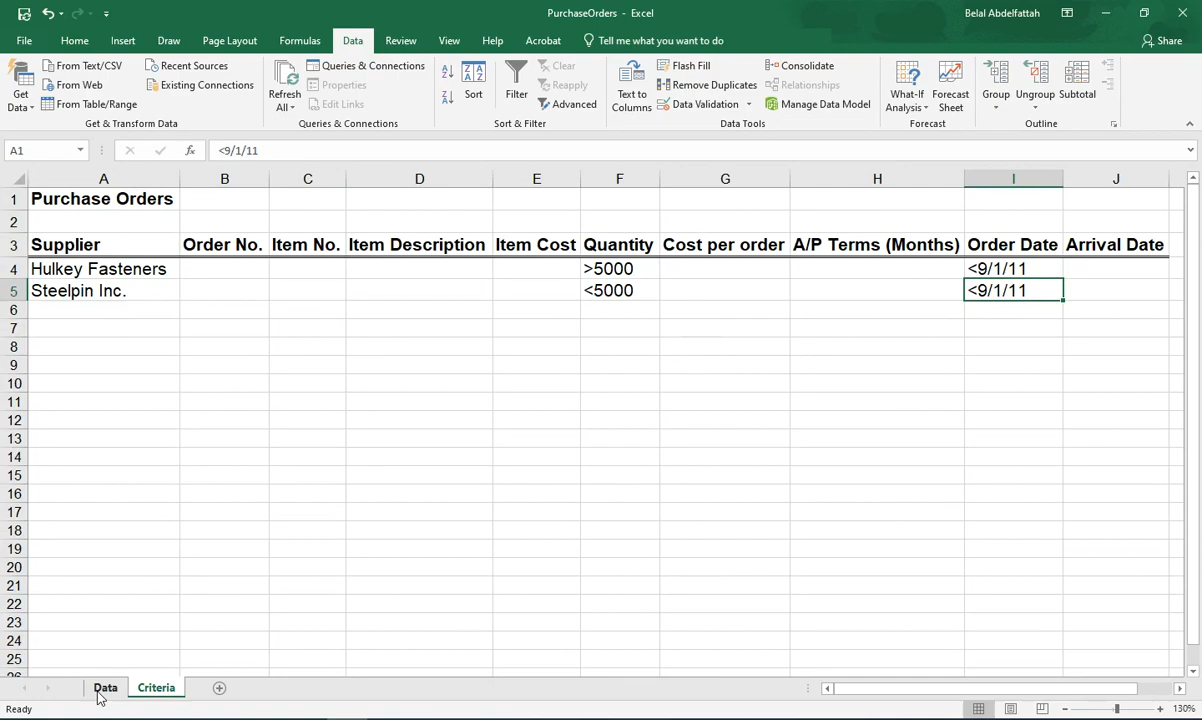 PurchaseOrders - Excel
Belal Abdelfattah
File Home Insert Draw Page Layout Formulas Data Review View Help Acrobat Tell me what you want to do Share
Get Data
From Text/CSV
From Web
From Table/Range
Recent Sources
Existing Connections
Get & Transform Data
Refresh All
Queries & Connections
Properties
Edit Links
Queries & Connections
Sort
Filter
Clear
Reapply
Advanced
Sort & Filter
Text to Columns
Flash Fill
Remove Duplicates
Data Validation
Consolidate
Relationships
Manage Data Model
Data Tools
What-If Analysis
Forecast Sheet
Forecast
Group
Ungroup
Subtotal
Outline
A1 fx <9/1/11
A B C D E F G H I J
1 Purchase Orders
2
3 Supplier Order No. Item No. Item Description Item Cost Quantity Cost per order A/P Terms (Months) Order Date Arrival Date
4 Hulkey Fasteners >5000 <9/1/11
5 Steelpin Inc. <5000 <9/1/11
6
7
8
9
10
11
12
13
14
15
16
17
18
19
20
21
22
23
24
25
26
Data Criteria
Ready 130%